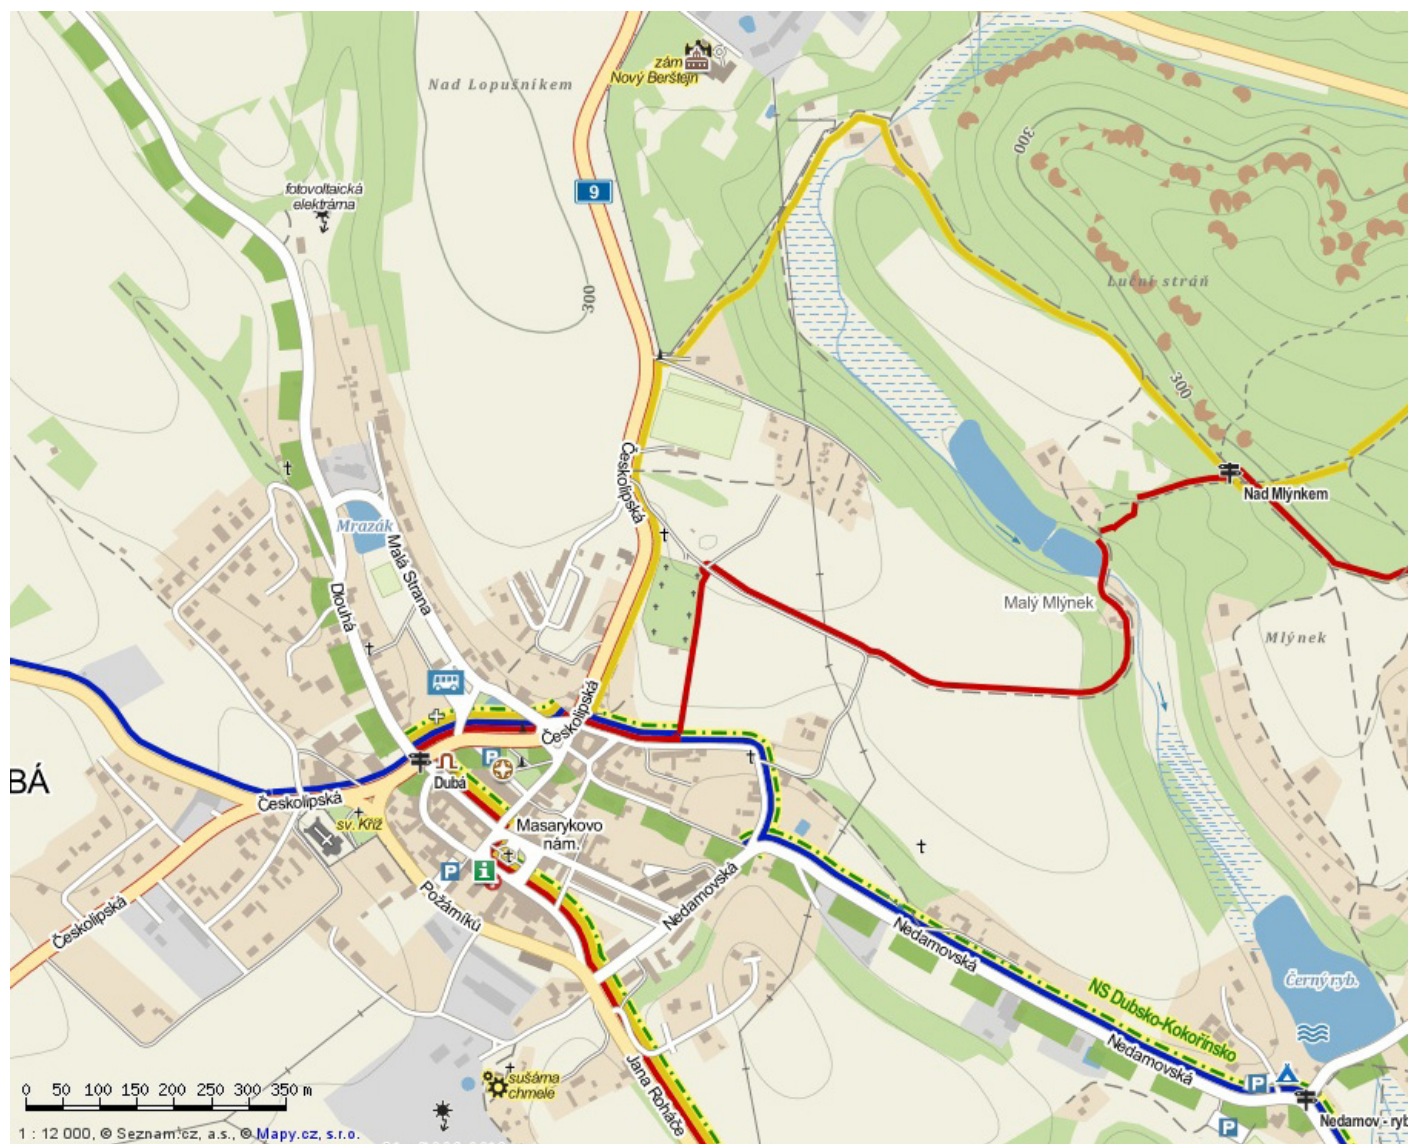 zám
Nový Berštejn
Nad Lopušníkem
fotovoltaická
elektrárna
9
300
300
Luční stráň
300
Českolipská
Nad Mlýnkem
Mrazák
Malá Strana
Dlouhá
Malý Mlýnek
Mlýnek
Českolipská
Českolipská
P
Dubá
BÁ
Českolipská
sv. Kříž
Masarykovo
nám.
P
i
Požárníků
Nedamovská
Českolipská
Nedamovská
NS Dubsko-Kokořínsko
Černý ryb.
Nedamovská
Jana Roháče
sušárna
chmele
P
P
Nedamov - ryb
0 50 100 150 200 250 300 350 m
1 : 12 000, © Seznam.cz, a.s., © Mapy.cz, s.r.o.